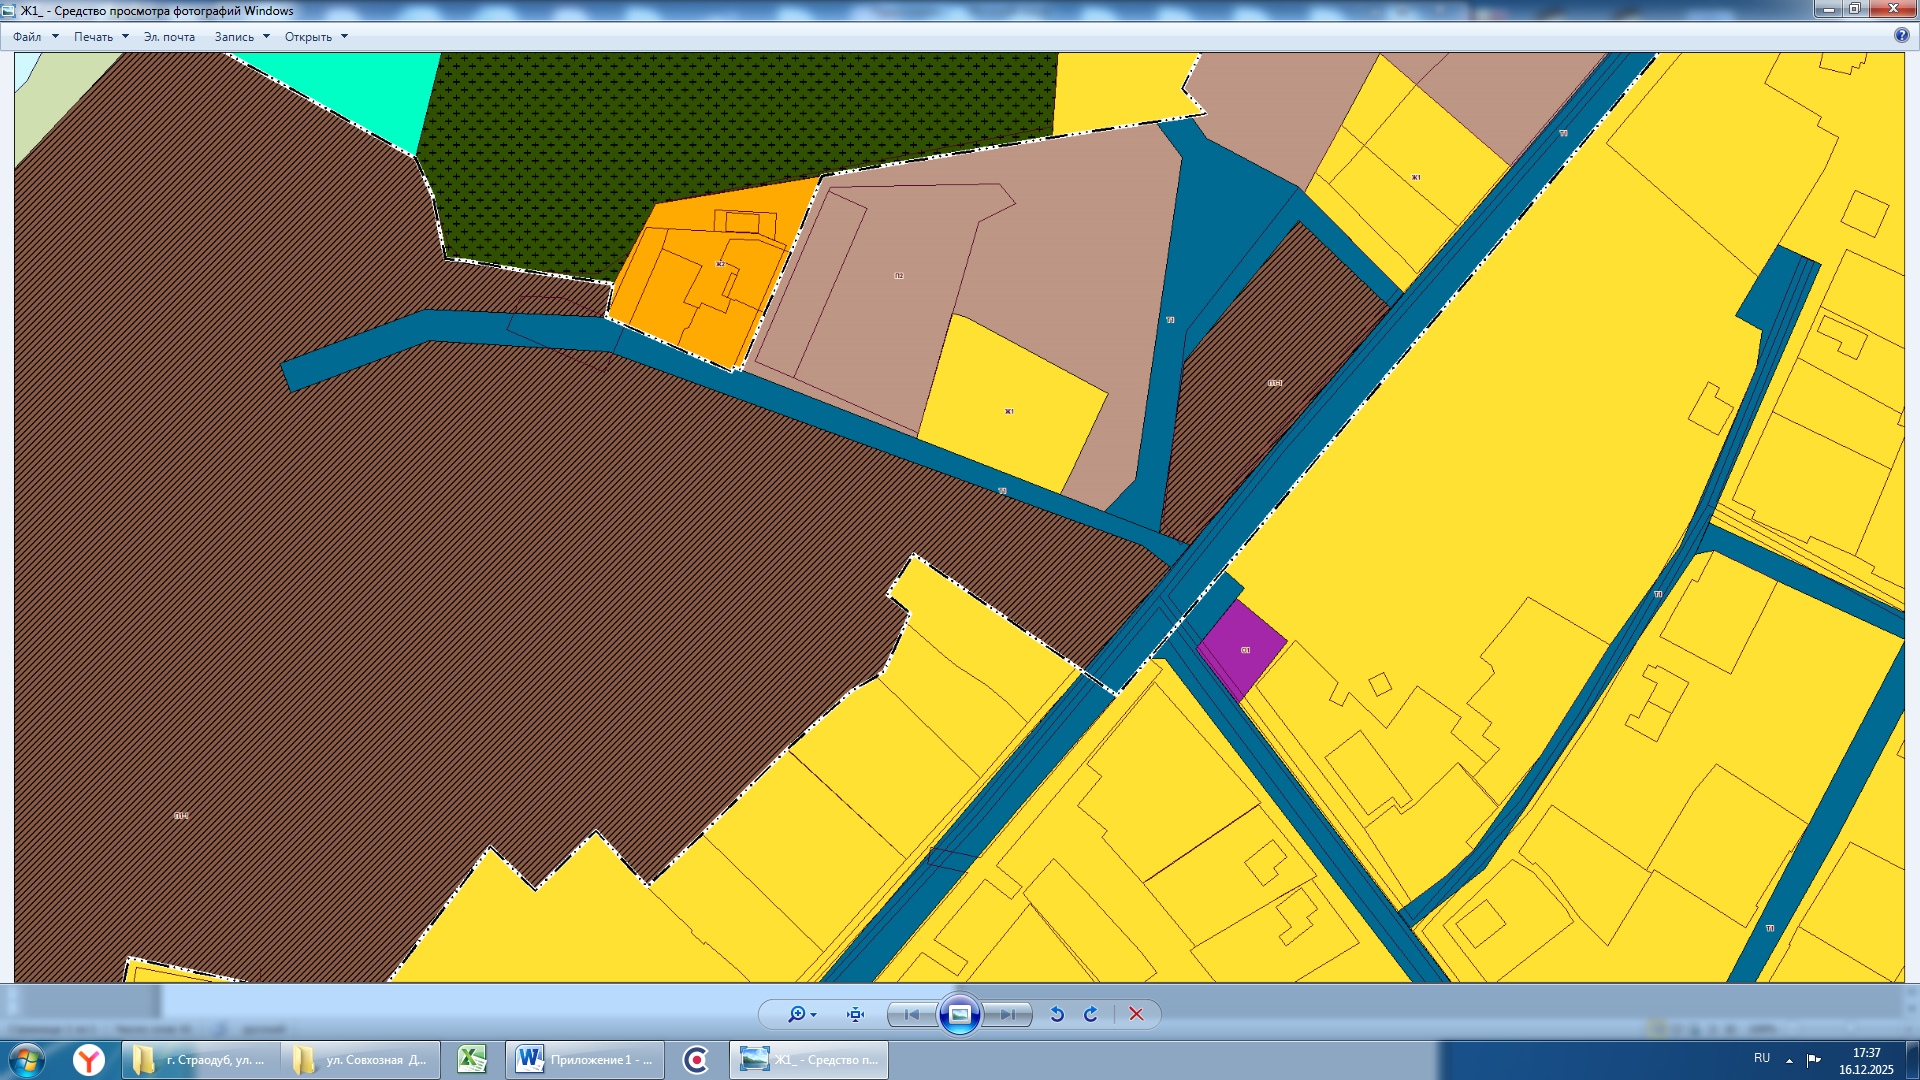 Ж1_ - Средство просмотра фотографий Windows
Файл Печать Эл. почта Запись Открыть
Т1
Ж1
Ж2
П2
Т1
Ж1
Т1
Т1
О1
Т1
г. Страодуб, ул. ...
ул. Совхозная Д...
Приложение 1 - ...
Ж1_ - Средство п...
RU
17:37
16.12.2025